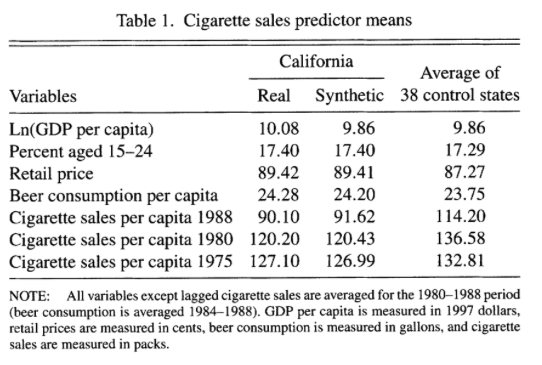 Table 1. Cigarette sales predictor means
California
Average of
Variables Real Synthetic 38 control states
Ln(GDP per capita) 10.08 9.86 9.86
Percent aged 15–24 17.40 17.40 17.29
Retail price 89.42 89.41 87.27
Beer consumption per capita 24.28 24.20 23.75
Cigarette sales per capita 1988 90.10 91.62 114.20
Cigarette sales per capita 1980 120.20 120.43 136.58
Cigarette sales per capita 1975 127.10 126.99 132.81
NOTE: All variables except lagged cigarette sales are averaged for the 1980–1988 period
(beer consumption is averaged 1984–1988). GDP per capita is measured in 1997 dollars,
retail prices are measured in cents, beer consumption is measured in gallons, and cigarette
sales are measured in packs.